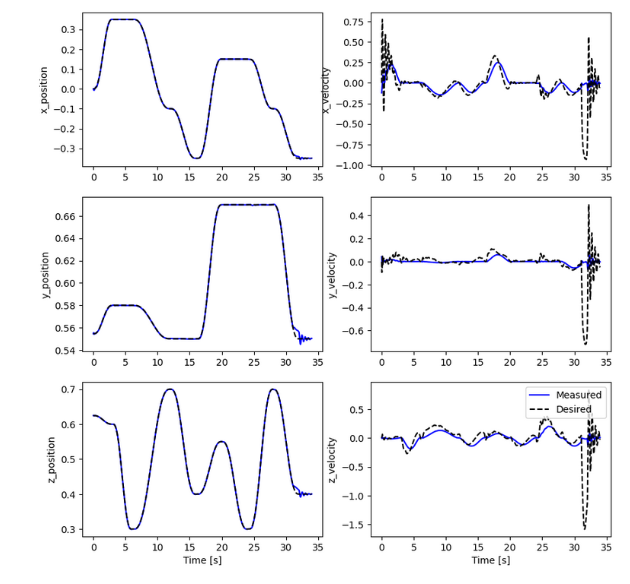 x_position
0.3
0.2
0.1
0.0
−0.1
−0.2
−0.3
0 5 10 15 20 25 30 35
x_velocity
0.75
0.50
0.25
0.00
−0.25
−0.50
−0.75
−1.00
0 5 10 15 20 25 30 35
y_position
0.66
0.64
0.62
0.60
0.58
0.56
0.54
0 5 10 15 20 25 30 35
y_velocity
0.4
0.2
0.0
−0.2
−0.4
−0.6
0 5 10 15 20 25 30 35
z_position
0.7
0.6
0.5
0.4
0.3
0 5 10 15 20 25 30 35
Time [s]
z_velocity
0.5
0.0
−0.5
−1.0
−1.5
Measured
Desired
0 5 10 15 20 25 30 35
Time [s]